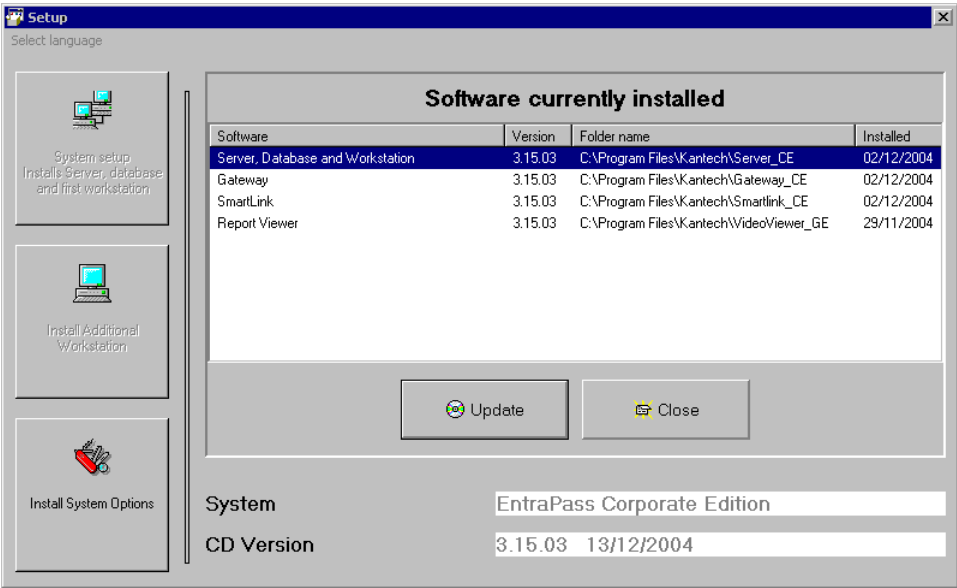 Setup
Select language
System setup
Installs Server, database
and first workstation
Install Additional
Workstation
Install System Options
Software currently installed
Software Version Folder name Installed
Server, Database and Workstation 3.15.03 C:\Program Files\Kantech\Server_CE 02/12/2004
Gateway 3.15.03 C:\Program Files\Kantech\Gateway_CE 02/12/2004
SmartLink 3.15.03 C:\Program Files\Kantech\Smartlink_CE 02/12/2004
Report Viewer 3.15.03 C:\Program Files\Kantech\VideoViewer_GE 29/11/2004
Update Close
System EntraPass Corporate Edition
CD Version 3.15.03 13/12/2004